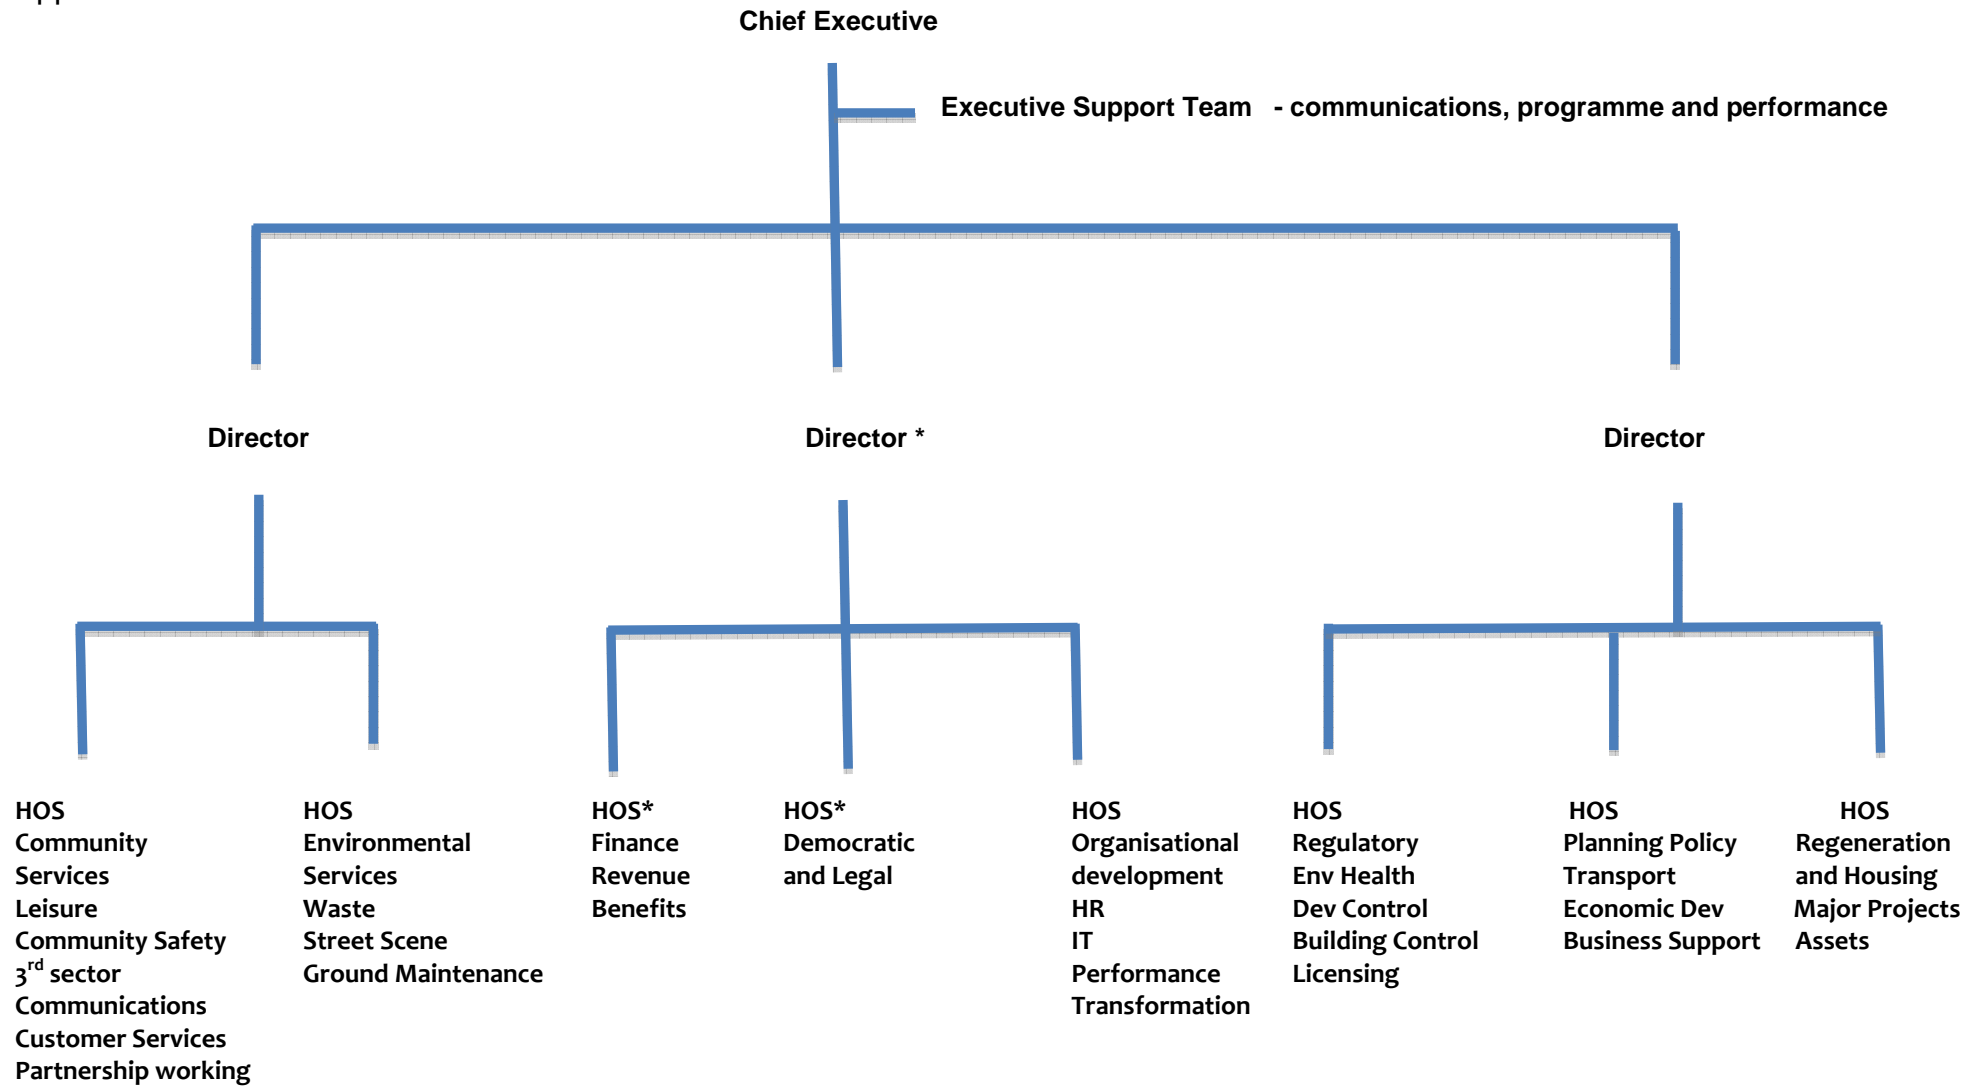 Chief Executive
Executive Support Team - communications, programme and performance
Director
Director *
Director
HOS
Community
Services
Leisure
Community Safety
3rd sector
Communications
Customer Services
Partnership working
HOS
Environmental
Services
Waste
Street Scene
Ground Maintenance
HOS*
Finance
Revenue
Benefits
HOS*
Democratic
and Legal
HOS
Organisational
development
HR
IT
Performance
Transformation
HOS
Regulatory
Env Health
Dev Control
Building Control
Licensing
HOS
Planning Policy
Transport
Economic Dev
Business Support
HOS
Regeneration
and Housing
Major Projects
Assets